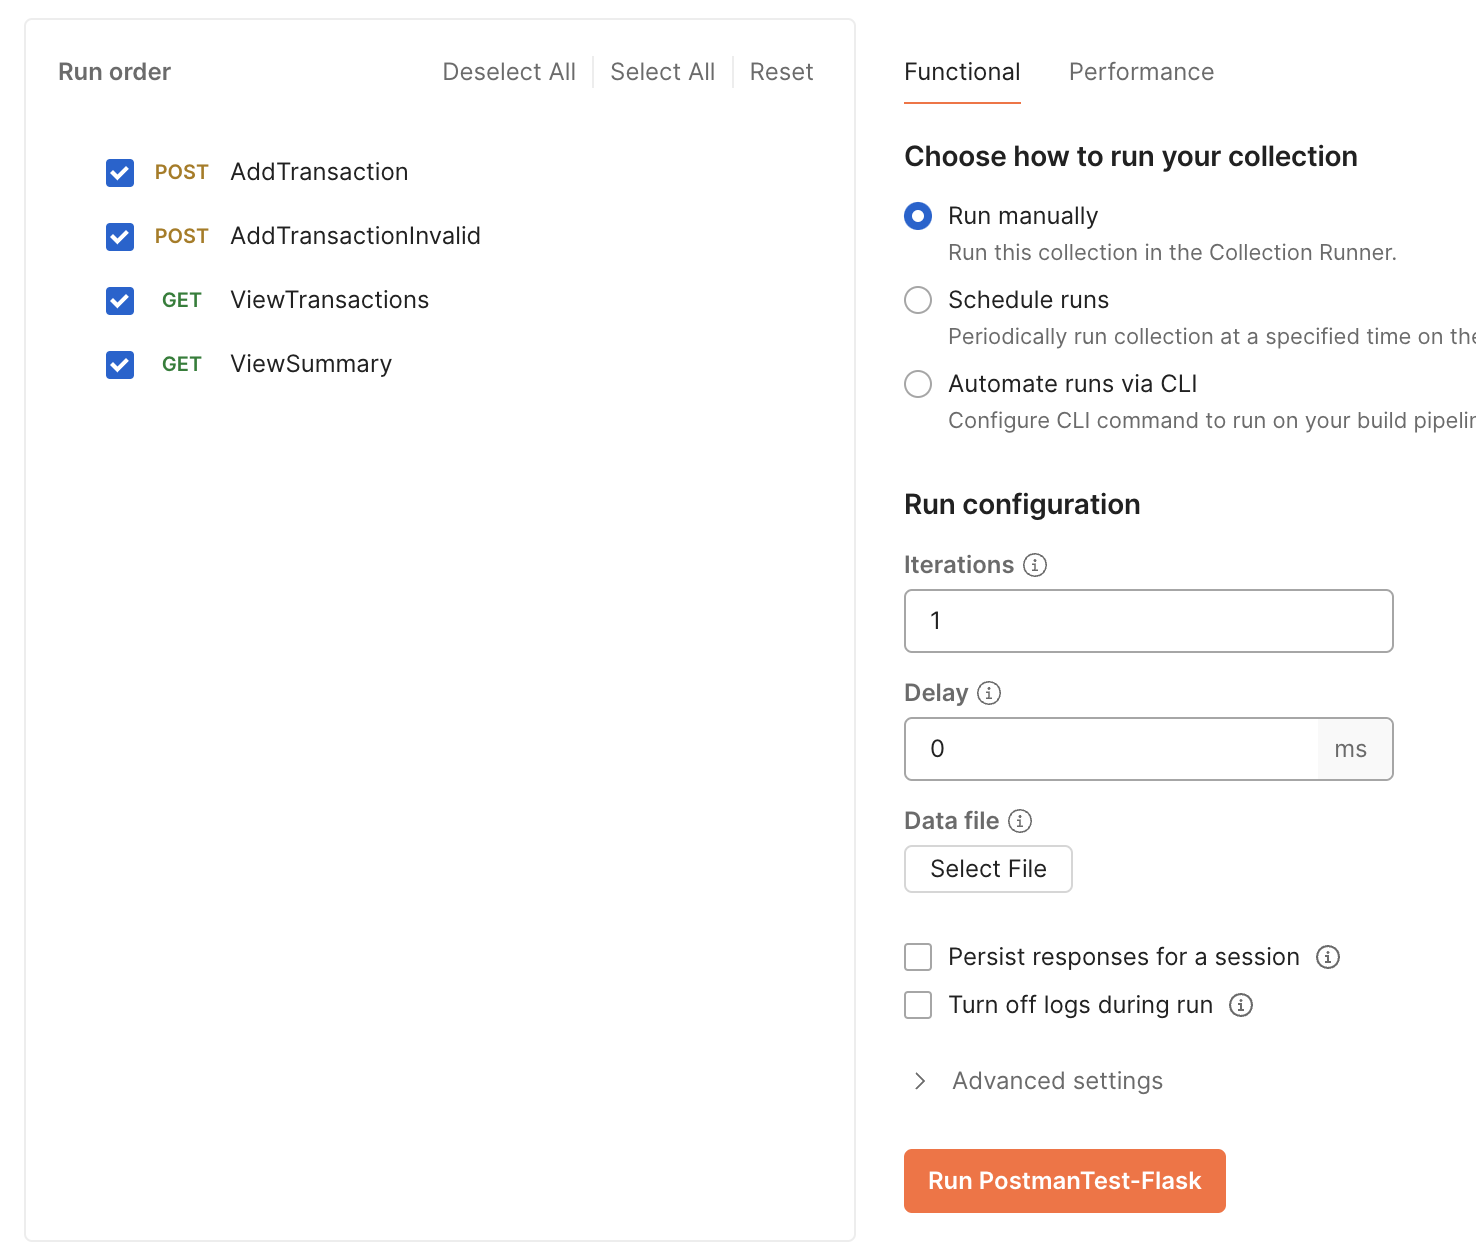 Run order
Deselect All
Select All
Reset
POST AddTransaction
POST AddTransactionInvalid
GET ViewTransactions
GET ViewSummary
Functional
Performance
Choose how to run your collection
Run manually
Run this collection in the Collection Runner.
Schedule runs
Periodically run collection at a specified time on the
Automate runs via CLI
Configure CLI command to run on your build
Run configuration
Iterations
1
Delay
0 ms
Data file
Select File
Persist responses for a session
Turn off logs during run
Advanced settings
Run PostmanTest-Flask